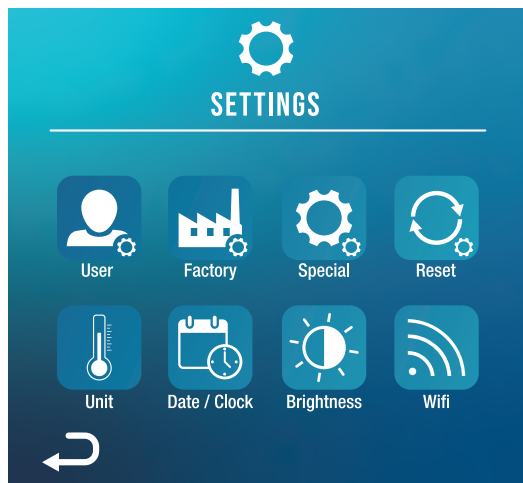 SETTINGS
User Factory Special Reset
Unit Date / Clock Brightness Wifi